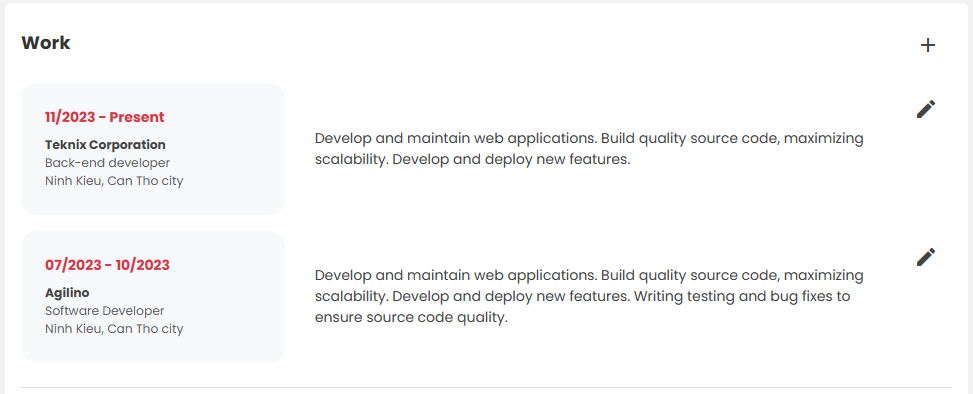 Work
11/2023 - Present
Teknix Corporation
Back-end developer
Ninh Kieu, Can Tho city
Develop and maintain web applications. Build quality source code, maximizing
scalability. Develop and deploy new features.
07/2023 - 10/2023
Agilino
Software Developer
Ninh Kieu, Can Tho city
Develop and maintain web applications. Build quality source code, maximizing
scalability. Develop and deploy new features. Writing testing and bug fixes to
ensure source code quality.